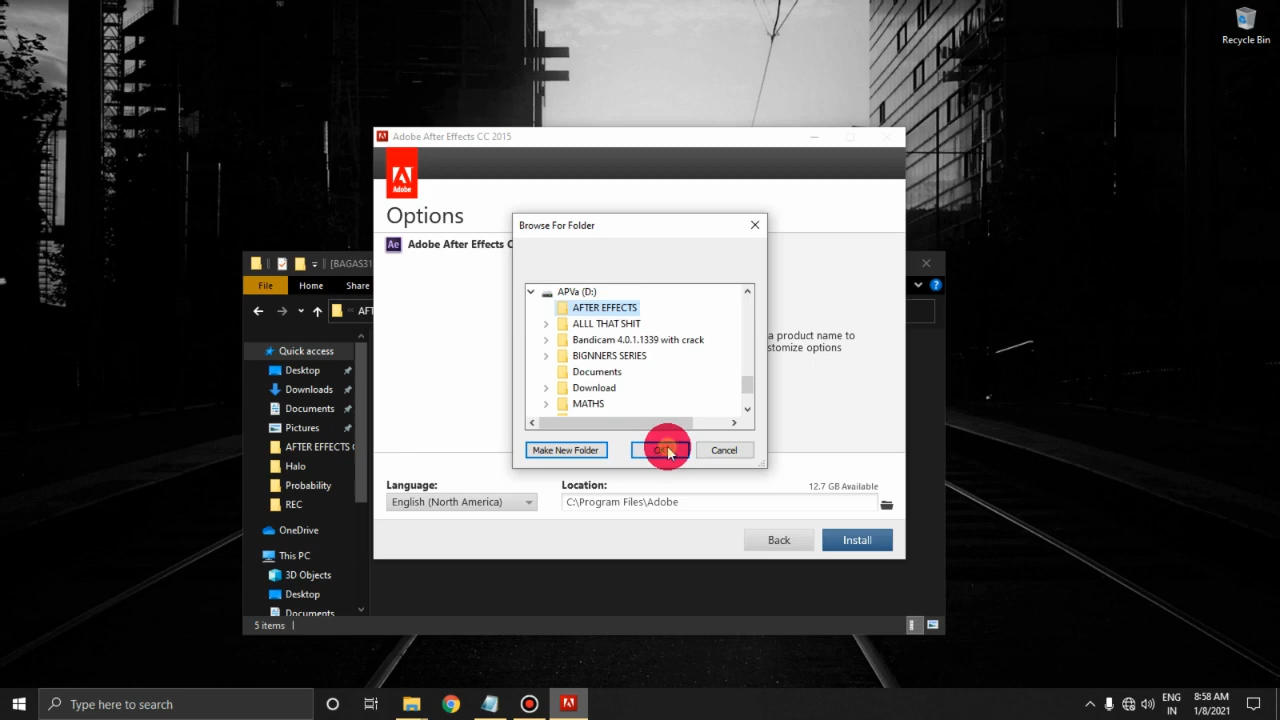 Recycle Bin
Adobe After Effects CC 2015
Adobe
Options
Adobe After Effects C
Browse For Folder
APVa (D:)
AFTER EFFECTS
ALLL THAT SHIT
Bandicam 4.0.1.1339 with crack
BIGNNERS SERIES
Documents
Download
MATHS
Make New Folder
Cancel
a product name to
stomize options
Language:
English (North America)
Location:
12.7 GB Available
C:\Program Files\Adobe
Back
Install
[BAGAS31
File
Home
Share
AFT
Quick access
Desktop
Downloads
Documents
Pictures
AFTER EFFECTS C
Halo
Probability
REC
OneDrive
This PC
3D Objects
Desktop
Documents
5 items
Type here to search
ENG
IN
8:58 AM
1/8/2021